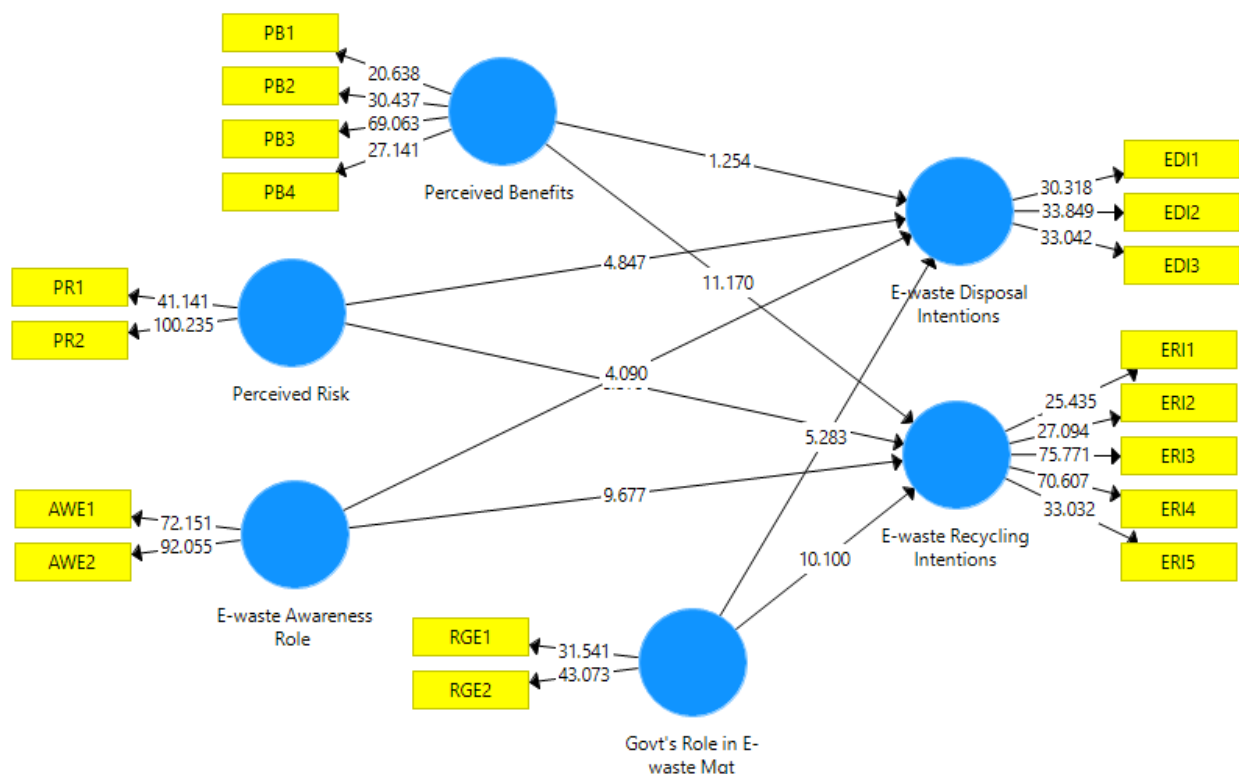 PB1
20.638
PB2
30.437
PB3
69.063
27.141
PB4
Perceived Benefits
1.254
EDI1
30.318
EDI2
33.849
33.042
EDI3
E-waste Disposal
Intentions
PR1
41.141
100.235
PR2
Perceived Risk
4.847
11.170
4.090
5.283
ERI1
25.435
ERI2
27.094
75.771
ERI3
70.607
ERI4
33.032
ERI5
E-waste Recycling
Intentions
AWE1
72.151
AWE2
92.055
E-waste Awareness
Role
9.677
10.100
RGE1
31.541
RGE2
43.073
Govt's Role in E-
waste Mgt